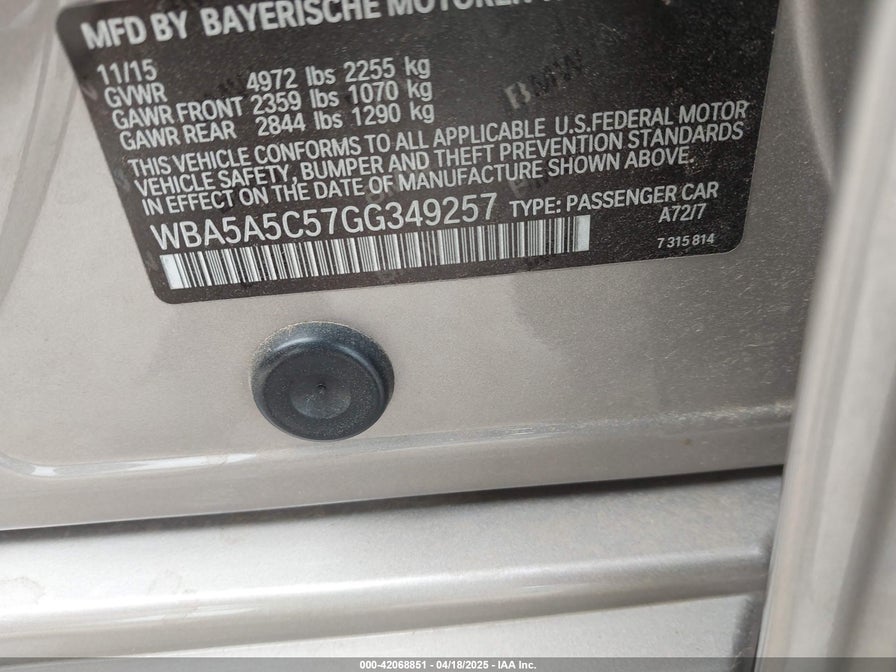 MFD BY BAYERISCHE MOTOREN
11/15
GVWR 4972 lbs 2255 kg
GAWR FRONT 2359 lbs 1070 kg
GAWR REAR 2844 lbs 1290 kg
THIS VEHICLE CONFORMS TO ALL APPLICABLE U.S.FEDERAL MOTOR
VEHICLE SAFETY, BUMPER AND THEFT PREVENTION STANDARDS
IN EFFECT ON THE DATE OF MANUFACTURE SHOWN ABOVE.
WBA5A5C57GG349257 TYPE: PASSENGER CAR
A72/7
7 315 814
000-42068851 | 04/18/2025 - IAA Inc.